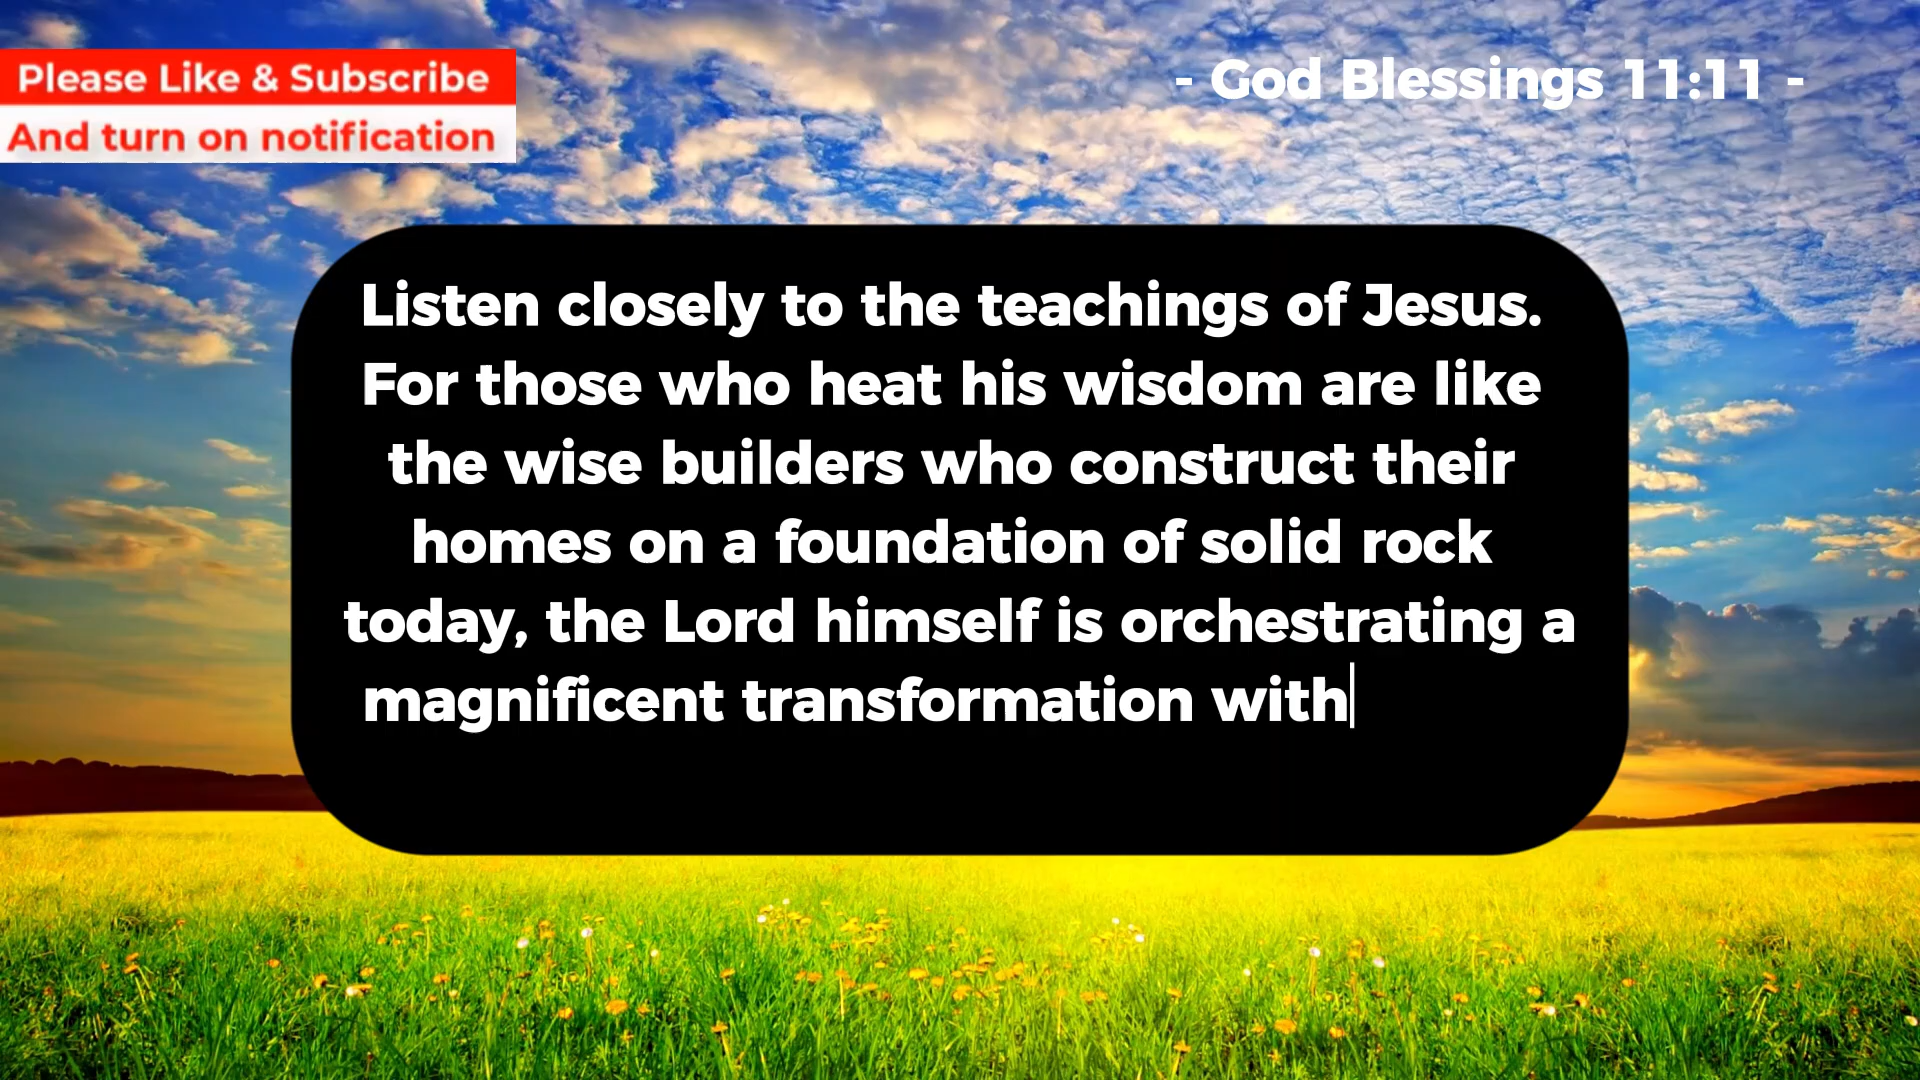 Please Like & Subscribe
And turn on notification
- God Blessings 11:11 -
Listen closely to the teachings of Jesus.
For those who heat his wisdom are like
the wise builders who construct their
homes on a foundation of solid rock
today, the Lord himself is orchestrating a
magnificent transformation with